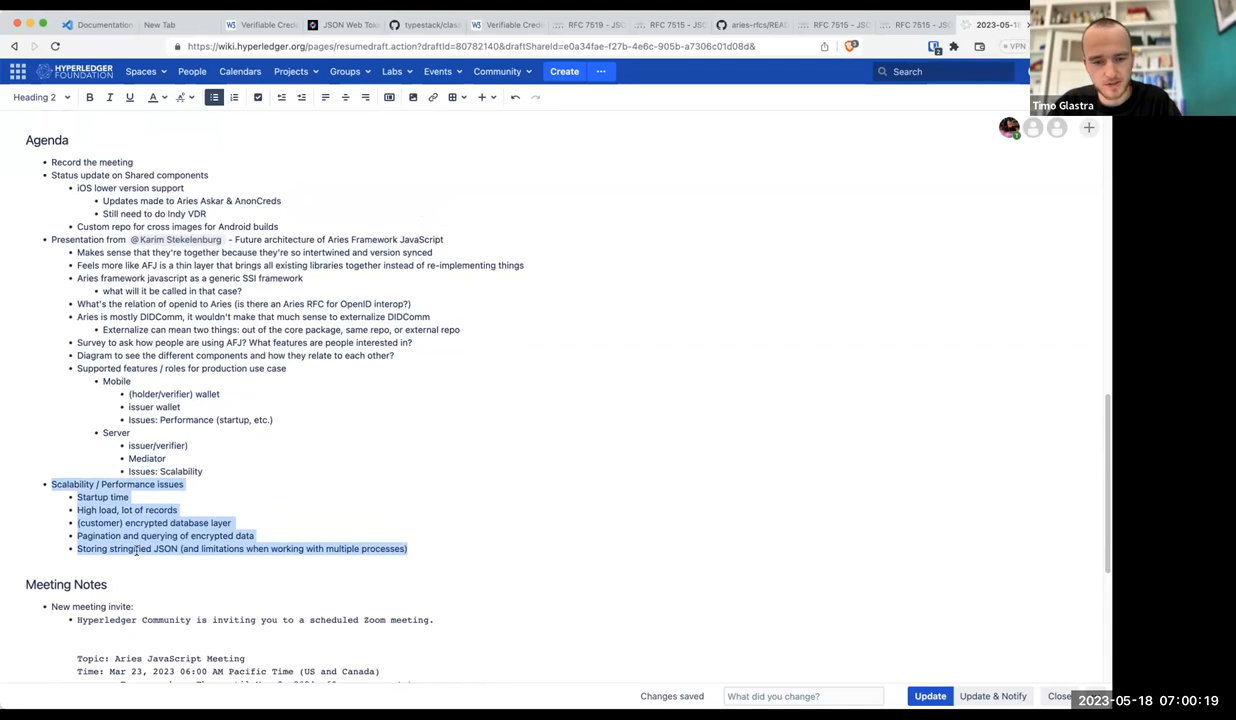 Documentation
New Tab
Verifiable Crede
JSON Web Toke
typestack/class
Verifiable Crede
RFC 7519 - JSO
RFC 7515 - JSO
aries-rfcs/READ
RFC 7515 - JSO
RFC 7515 - JSO
2023-05-18
https://wiki.hyperledger.org/pages/resumedraft.action?draftId=80782140&draftShareId=e0a34fae-f27b-4e6c-905b-a7306c01d08d&
VPN
HYPERLEDGER FOUNDATION
Spaces
People
Calendars
Projects
Groups
Labs
Events
Community
Create
Search
Timo Glastra
Heading 2
Agenda
Record the meeting
Status update on Shared components
iOS lower version support
Updates made to Aries Askar & AnonCreds
Still need to do Indy VDR
Custom repo for cross images for Android builds
Presentation from @Karim Stekelenburg - Future architecture of Aries Framework JavaScript
Makes sense that they're together because they're so intertwined and version synced
Feels more like AFJ is a thin layer that brings all existing libraries together instead of re-implementing things
Aries framework javascript as a generic SSI framework
what will it be called in that case?
What's the relation of openid to Aries (is there an Aries RFC for OpenID interop?)
Aries is mostly DIDComm, it wouldn't make that much sense to externalize DIDComm
Externalize can mean two things: out of the core package, same repo, or external repo
Survey to ask how people are using AFJ? What features are people interested in?
Diagram to see the different components and how they relate to each other?
Supported features / roles for production use case
Mobile
(holder/verifier) wallet
issuer wallet
Issues: Performance (startup, etc.)
Server
issuer/verifier)
Mediator
Issues: Scalability
Scalability / Performance issues
Startup time
High load, lot of records
(customer) encrypted database layer
Pagination and querying of encrypted data
Storing stringified JSON (and limitations when working with multiple processes)
Meeting Notes
New meeting invite:
Hyperledger Community is inviting you to a scheduled Zoom meeting.
Topic: Aries JavaScript Meeting
Time: Mar 23, 2023 06:00 AM Pacific Time (US and Canada)
Changes saved
What did you change?
Update
Update & Notify
Close
2023-05-18 07:00:19